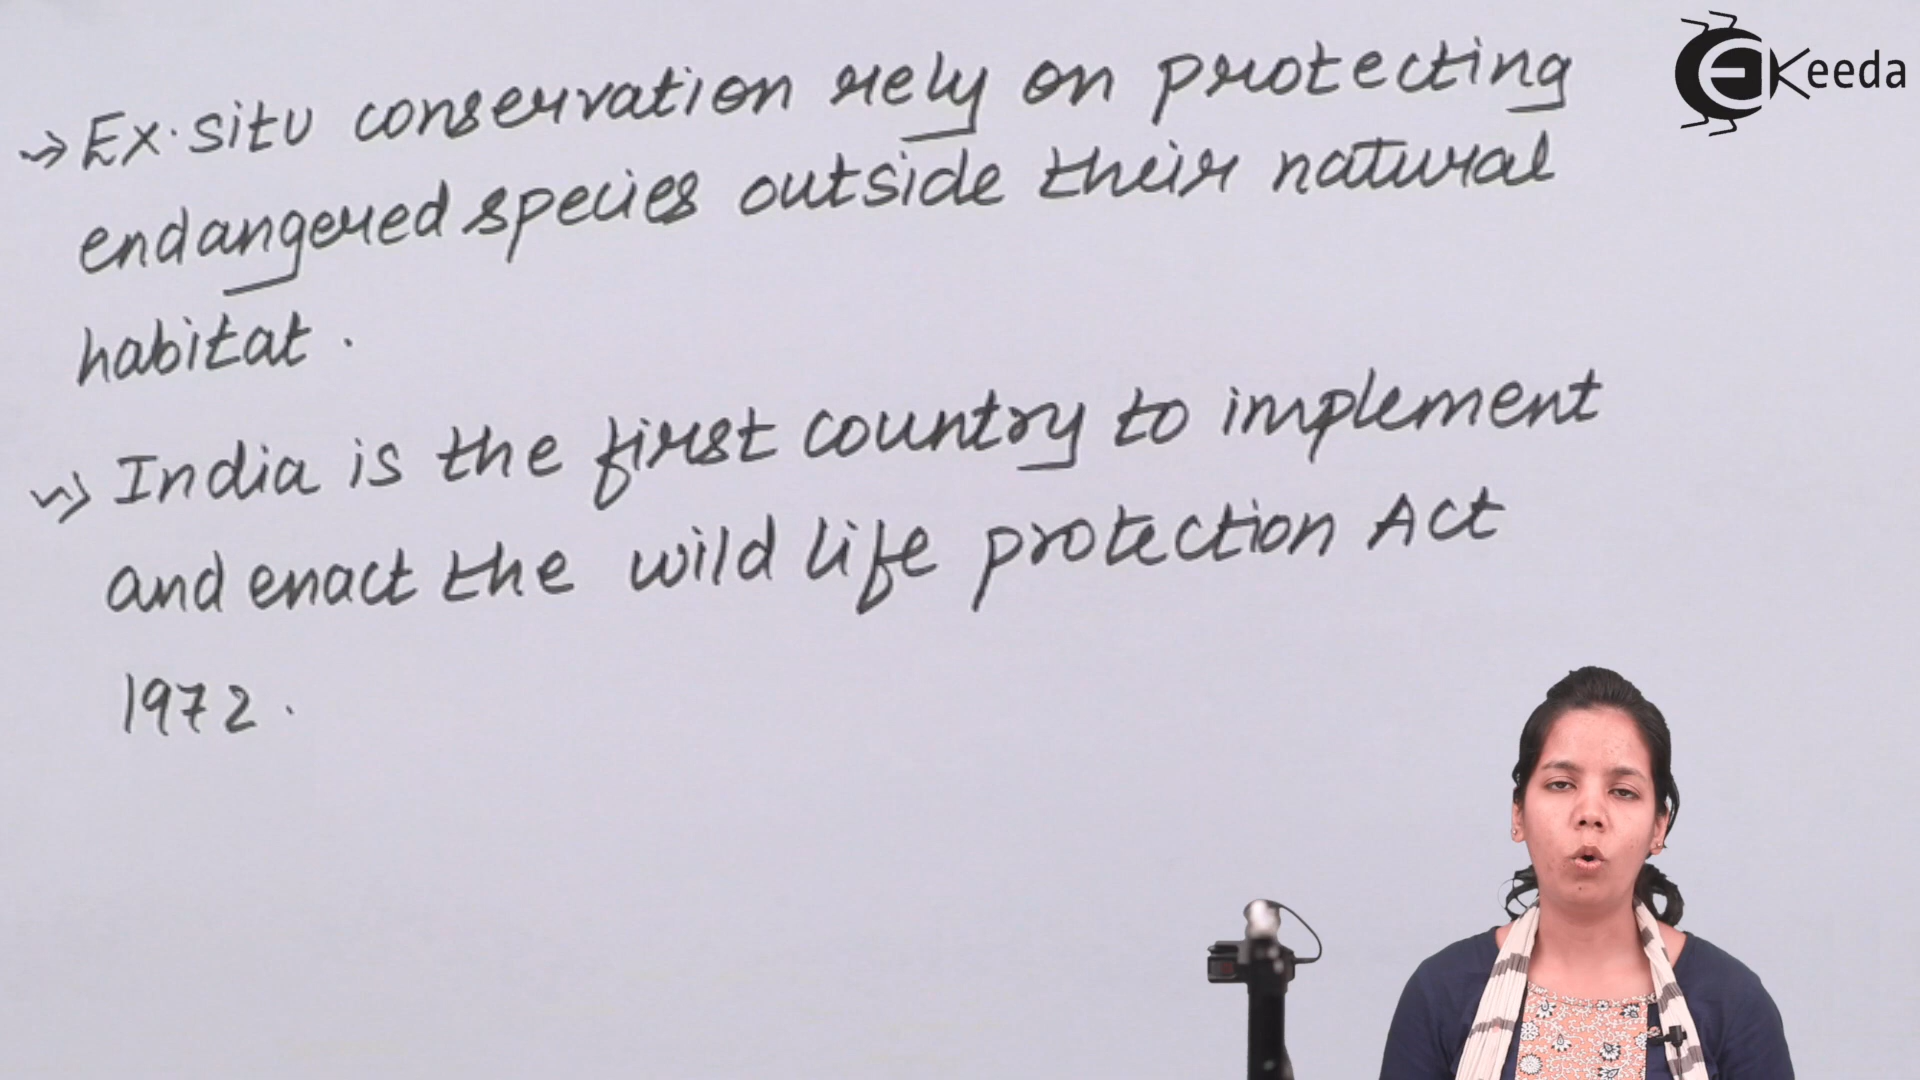 EKeeda
→ Ex.situ conservation rely on protecting
endangered species outside their natural
habitat.
→ India is the first country to implement
and enact the wild life protection Act
1972.